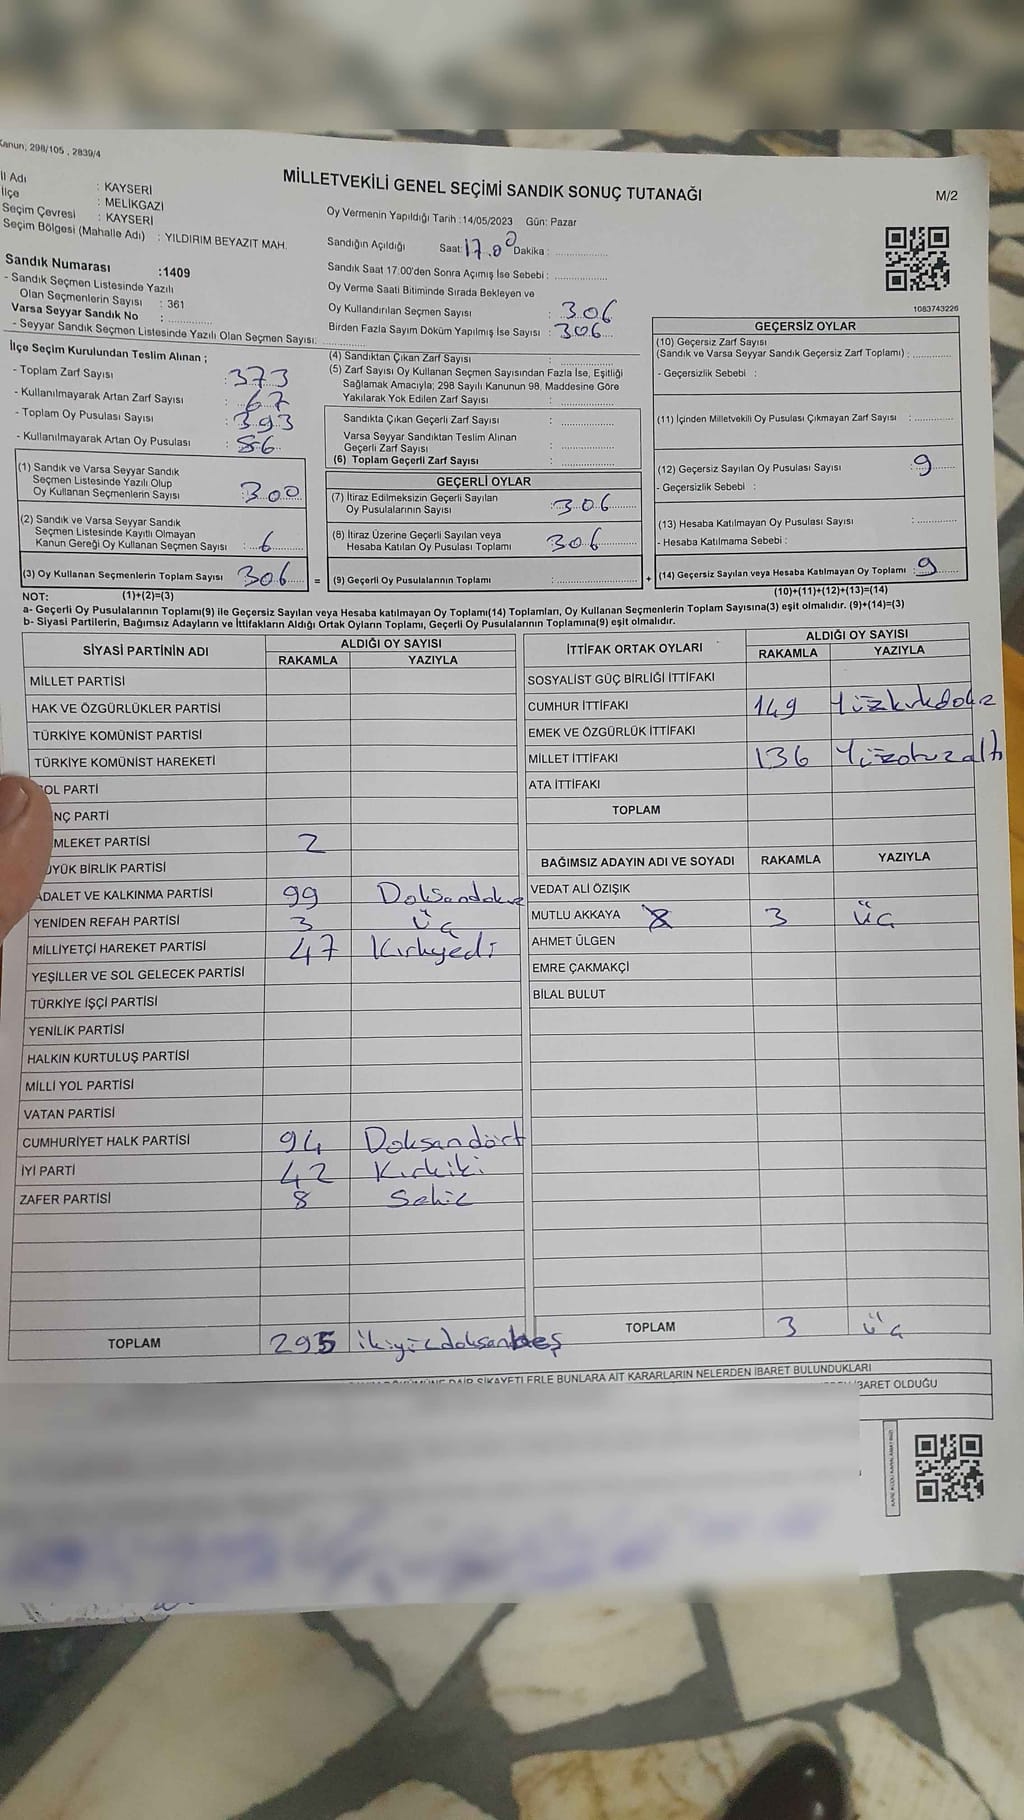 Kanun, 298/105 , 2839/4
MİLLETVEKİLİ GENEL SEÇİMİ SANDIK SONUÇ TUTANAĞI
M/2
İl Adı : KAYSERİ
İlçe : MELİKGAZİ
Seçim Çevresi : KAYSERİ
Seçim Bölgesi (Mahalle Adı) : YILDIRIM BEYAZIT MAH.
Sandık Numarası :1409
- Sandık Seçmen Listesinde Yazılı
Olan Seçmenlerin Sayısı : 361
Varsa Seyyar Sandık No :
- Seyyar Sandık Seçmen Listesinde Yazılı Olan Seçmen Sayısı:
Oy Vermenin Yapıldığı Tarih :14/05/2023 Gün: Pazar
Sandığın Açıldığı Saat: 17.00 Dakika :
Sandık Saat 17:00'den Sonra Açımış İse Sebebi :
Oy Verme Saati Bitiminde Sırada Bekleyen ve
Oy Kullandırılan Seçmen Sayısı : 306
Birden Fazla Sayım Döküm Yapılmış İse Sayısı : 306
1083743226
İlçe Seçim Kurulundan Teslim Alınan ;
- Toplam Zarf Sayısı : 373
- Kullanılmayarak Artan Zarf Sayısı : 67
- Toplam Oy Pusulası Sayısı : 393
- Kullanılmayarak Artan Oy Pusulası : 86
(1) Sandık ve Varsa Seyyar Sandık
Seçmen Listesinde Yazılı Olup
Oy Kullanan Seçmenlerin Sayısı : 300
(2) Sandık ve Varsa Seyyar Sandık
Seçmen Listesinde Kayıtlı Olmayan
Kanun Gereği Oy Kullanan Seçmen Sayısı : 6
(3) Oy Kullanan Seçmenlerin Toplam Sayısı 306
(4) Sandıktan Çıkan Zarf Sayısı :
(5) Zarf Sayısı Oy Kullanan Seçmen Sayısından Fazla İse, Eşitliği
Sağlamak Amacıyla; 298 Sayılı Kanunun 98. Maddesine Göre
Yakılarak Yok Edilen Zarf Sayısı :
Sandıkta Çıkan Geçerli Zarf Sayısı :
Varsa Seyyar Sandıktan Teslim Alınan
Geçerli Zarf Sayısı :
(6) Toplam Geçerli Zarf Sayısı :
GEÇERLİ OYLAR
(7) İtiraz Edilmeksizin Geçerli Sayılan
Oy Pusulalarının Sayısı : 306
(8) İtiraz Üzerine Geçerli Sayılan veya
Hesaba Katılan Oy Pusulası Toplamı 306
= (9) Geçerli Oy Pusulalarının Toplamı :
GEÇERSİZ OYLAR
(10) Geçersiz Zarf Sayısı
(Sandık ve Varsa Seyyar Sandık Geçersiz Zarf Toplamı) :
- Geçersizlik Sebebi :
(11) İçinden Milletvekili Oy Pusulası Çıkmayan Zarf Sayısı :
(12) Geçersiz Sayılan Oy Pusulası Sayısı : 9
- Geçersizlik Sebebi :
(13) Hesaba Katılmayan Oy Pusulası Sayısı :
- Hesaba Katılmama Sebebi :
+ (14) Geçersiz Sayılan veya Hesaba Katılmayan Oy Toplamı : 9
NOT: (1)+(2)=(3)
(10)+(11)+(12)+(13)=(14)
a- Geçerli Oy Pusulalarının Toplamı(9) ile Geçersiz Sayılan veya Hesaba katılmayan Oy Toplamı(14) Toplamları, Oy Kullanan Seçmenlerin Toplam Sayısına(3) eşit olmalıdır. (9)+(14)=(3)
b- Siyasi Partilerin, Bağımsız Adayların ve İttifakların Aldığı Ortak Oyların Toplamı, Geçerli Oy Pusulalarının Toplamına(9) eşit olmalıdır.
SİYASİ PARTİNİN ADI ALDIĞI OY SAYISI
RAKAMLA YAZIYLA
MİLLET PARTİSİ
HAK VE ÖZGÜRLÜKLER PARTİSİ
TÜRKİYE KOMÜNİST PARTİSİ
TÜRKİYE KOMÜNİST HAREKETİ
OL PARTİ
NÇ PARTİ
MLEKET PARTİSİ 2
ÜYÜK BİRLİK PARTİSİ
ADALET VE KALKINMA PARTİSİ 99 Doksandokuz
YENİDEN REFAH PARTİSİ 3 Üç
MİLLİYETÇİ HAREKET PARTİSİ 47 Kırkyedi
YEŞİLLER VE SOL GELECEK PARTİSİ
TÜRKİYE İŞÇİ PARTİSİ
YENİLİK PARTİSİ
HALKIN KURTULUŞ PARTİSİ
MİLLİ YOL PARTİSİ
VATAN PARTİSİ
CUMHURİYET HALK PARTİSİ 94 Doksandört
İYİ PARTİ 42 Kırkiki
ZAFER PARTİSİ 8 Sekiz
TOPLAM 295 ikiyüzdoksanbeş
İTTİFAK ORTAK OYLARI ALDIĞI OY SAYISI
RAKAMLA YAZIYLA
SOSYALİST GÜÇ BİRLİĞİ İTTİFAKI
CUMHUR İTTİFAKI 149 Yüzkırkdokuz
EMEK VE ÖZGÜRLÜK İTTİFAKI
MİLLET İTTİFAKI 136 Yüzotuzaltı
ATA İTTİFAKI
TOPLAM
BAĞIMSIZ ADAYIN ADI VE SOYADI RAKAMLA YAZIYLA
VEDAT ALİ ÖZIŞIK
MUTLU AKKAYA 3 Üç
AHMET ÜLGEN
EMRE ÇAKMAKÇİ
BİLAL BULUT
TOPLAM 3 üç
DAİR ŞİKAYETLERLE BUNLARA AİT KARARLARIN NELERDEN İBARET BULUNDUKLARI
BARET OLDUĞU